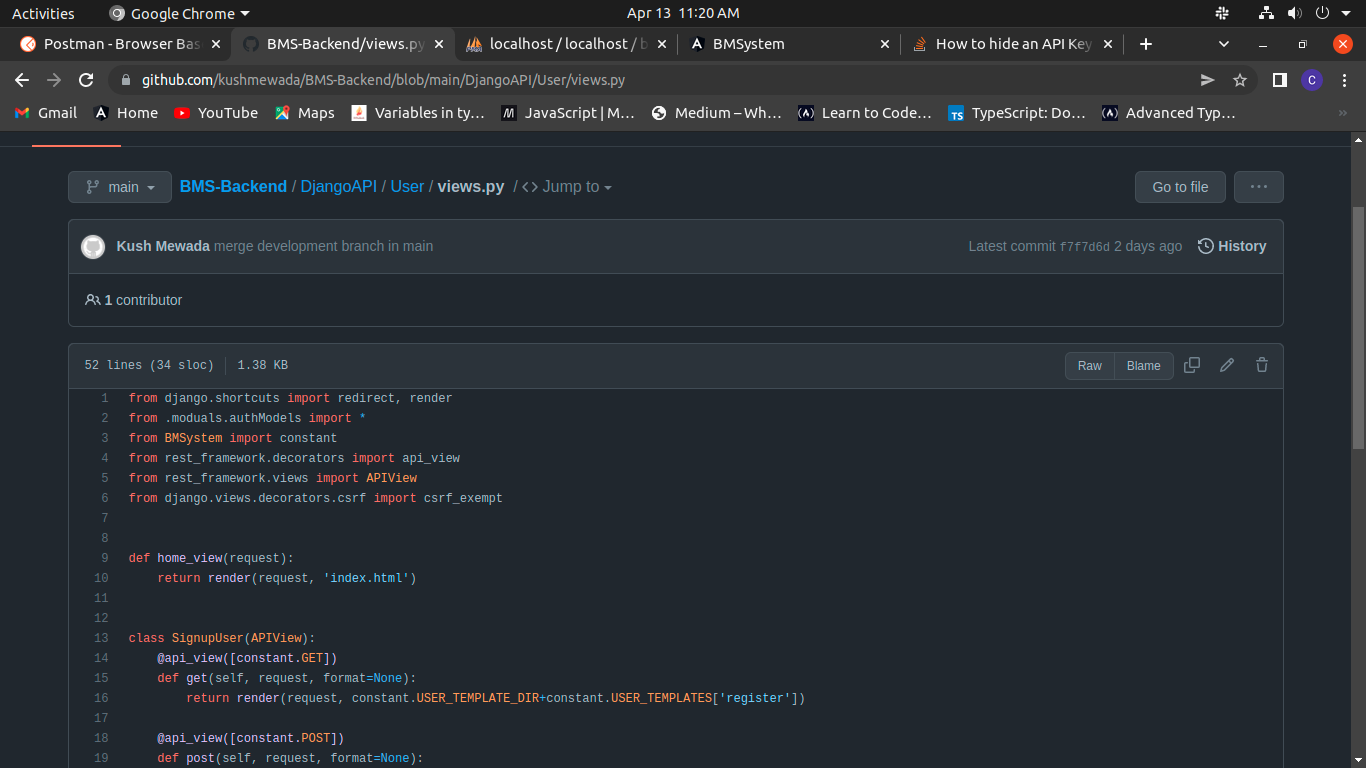 Activities Google Chrome Apr 13 11:20 AM
Postman - Browser Bas BMS-Backend/views.py localhost / localhost / b BMSystem How to hide an API Key
github.com/kushmewada/BMS-Backend/blob/main/DjangoAPI/User/views.py C
Gmail Home YouTube Maps Variables in ty… JavaScript | M… Medium – Wh… Learn to Code… TypeScript: Do… Advanced Typ… »
main BMS-Backend / DjangoAPI / User / views.py / <> Jump to Go to file ...
Kush Mewada merge development branch in main Latest commit f7f7d6d 2 days ago History
1 contributor
52 lines (34 sloc) 1.38 KB Raw Blame
1 from django.shortcuts import redirect, render
2 from .moduals.authModels import *
3 from BMSystem import constant
4 from rest_framework.decorators import api_view
5 from rest_framework.views import APIView
6 from django.views.decorators.csrf import csrf_exempt
7
8
9 def home_view(request):
10     return render(request, 'index.html')
11
12
13 class SignupUser(APIView):
14     @api_view([constant.GET])
15     def get(self, request, format=None):
16         return render(request, constant.USER_TEMPLATE_DIR+constant.USER_TEMPLATES['register'])
17
18     @api_view([constant.POST])
19     def post(self, request, format=None):